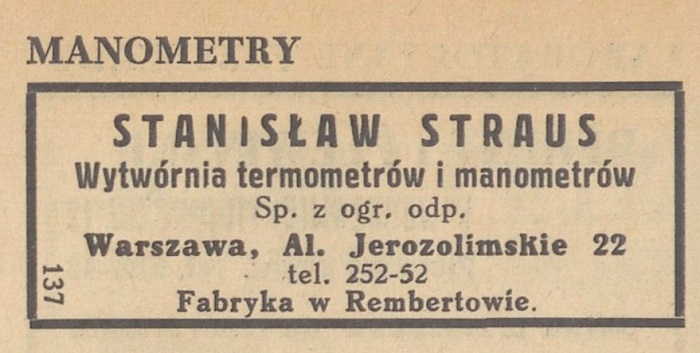 MANOMETRY
STANISŁAW STRAUS
Wytwórnia termometrów i manometrów
Sp. z ogr. odp.
Warszawa, Al. Jerozolimskie 22
tel. 252-52
Fabryka w Rembertowie.
137